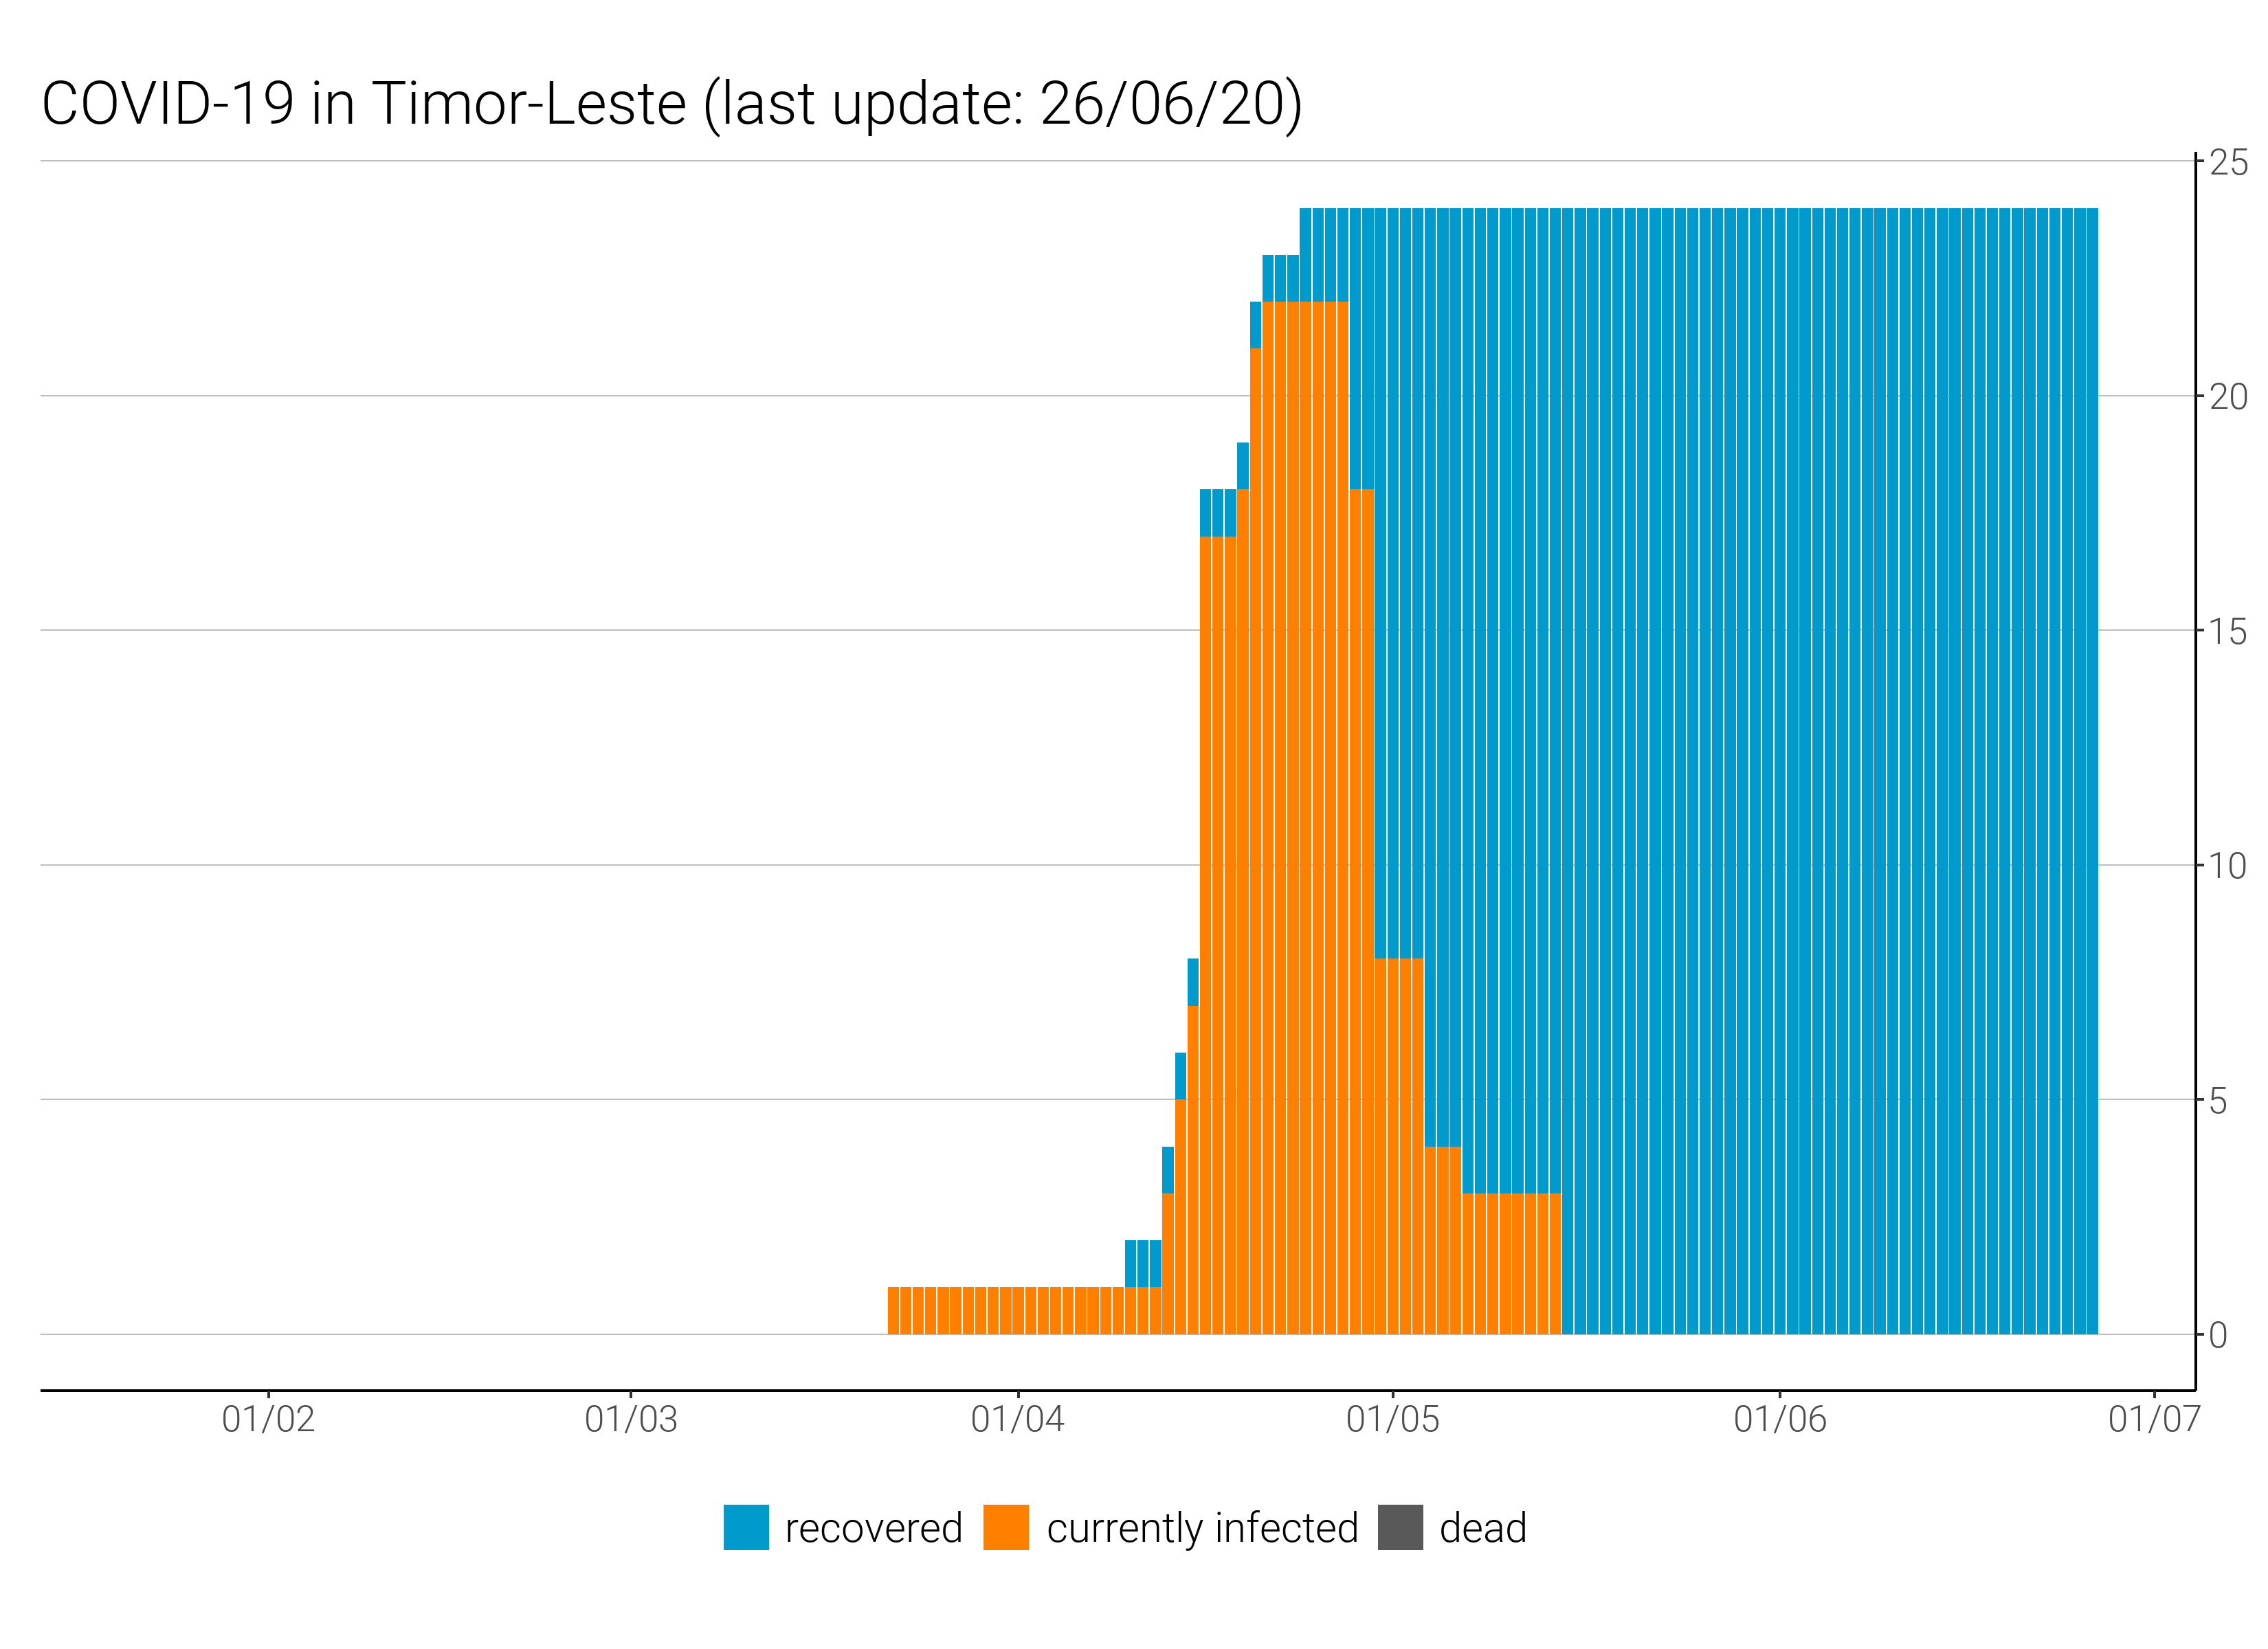 COVID-19 in Timor-Leste (last update: 26/06/20)
25
20
15
10
5
0
01/02 01/03 01/04 01/05 01/06 01/07
recovered currently infected dead